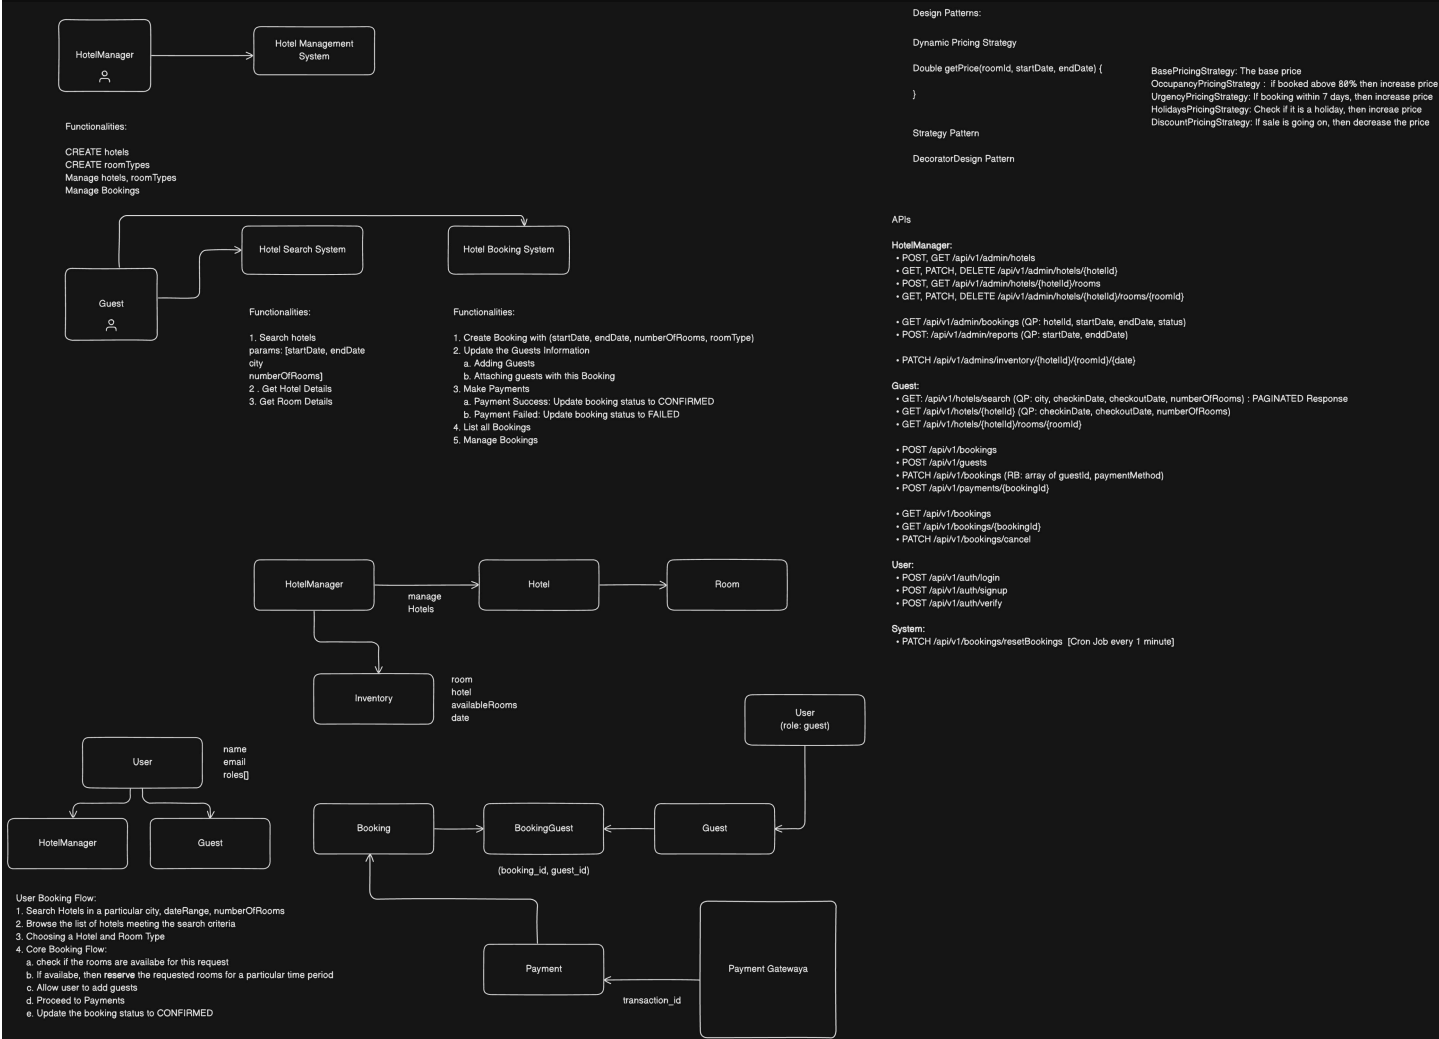 HotelManager
Hotel Management
System
Functionalities:
CREATE hotels
CREATE roomTypes
Manage hotels, roomTypes
Manage Bookings
Guest
Hotel Search System
Hotel Booking System
Functionalities:
1. Search hotels
params: [startDate, endDate
city
numberOfRooms]
2 . Get Hotel Details
3. Get Room Details
Functionalities:
1. Create Booking with (startDate, endDate, numberOfRooms, roomType)
2. Update the Guests Information
a. Adding Guests
b. Attaching guests with this Booking
3. Make Payments
a. Payment Success: Update booking status to CONFIRMED
b. Payment Failed: Update booking status to FAILED
4. List all Bookings
5. Manage Bookings
HotelManager
manage
Hotels
Hotel
Room
Inventory
room
hotel
availableRooms
date
User
(role: guest)
User
name
email
roles[]
HotelManager
Guest
Booking
BookingGuest
(booking_id, guest_id)
Guest
Payment
transaction_id
Payment Gatewaya
User Booking Flow:
1. Search Hotels in a particular city, dateRange, numberOfRooms
2. Browse the list of hotels meeting the search criteria
3. Choosing a Hotel and Room Type
4. Core Booking Flow:
a. check if the rooms are availabe for this request
b. If availabe, then reserve the requested rooms for a particular time period
c. Allow user to add guests
d. Proceed to Payments
e. Update the booking status to CONFIRMED
Design Patterns:
Dynamic Pricing Strategy
Double getPrice(roomId, startDate, endDate) {
}
Strategy Pattern
DecoratorDesign Pattern
BasePricingStrategy: The base price
OccupancyPricingStrategy : if booked above 80% then increase price
UrgencyPricingStrategy: If booking within 7 days, then increase price
HolidaysPricingStrategy: Check if it is a holiday, then increae price
DiscountPricingStrategy: If sale is going on, then decrease the price
APIs
HotelManager:
• POST, GET /api/v1/admin/hotels
• GET, PATCH, DELETE /api/v1/admin/hotels/{hotelId}
• POST, GET /api/v1/admin/hotels/{hotelId}/rooms
• GET, PATCH, DELETE /api/v1/admin/hotels/{hotelId}/rooms/{roomId}
• GET /api/v1/admin/bookings (QP: hotelId, startDate, endDate, status)
• POST: /api/v1/admin/reports (QP: startDate, enddDate)
• PATCH /api/v1/admins/inventory/{hotelId}/{roomId}/{date}
Guest:
• GET: /api/v1/hotels/search (QP: city, checkinDate, checkoutDate, numberOfRooms) : PAGINATED Response
• GET /api/v1/hotels/{hotelId} (QP: checkinDate, checkoutDate, numberOfRooms)
• GET /api/v1/hotels/{hotelId}/rooms/{roomId}
• POST /api/v1/bookings
• POST /api/v1/guests
• PATCH /api/v1/bookings (RB: array of guestId, paymentMethod)
• POST /api/v1/payments/{bookingId}
• GET /api/v1/bookings
• GET /api/v1/bookings/{bookingId}
• PATCH /api/v1/bookings/cancel
User:
• POST /api/v1/auth/login
• POST /api/v1/auth/signup
• POST /api/v1/auth/verify
System:
• PATCH /api/v1/bookings/resetBookings [Cron Job every 1 minute]